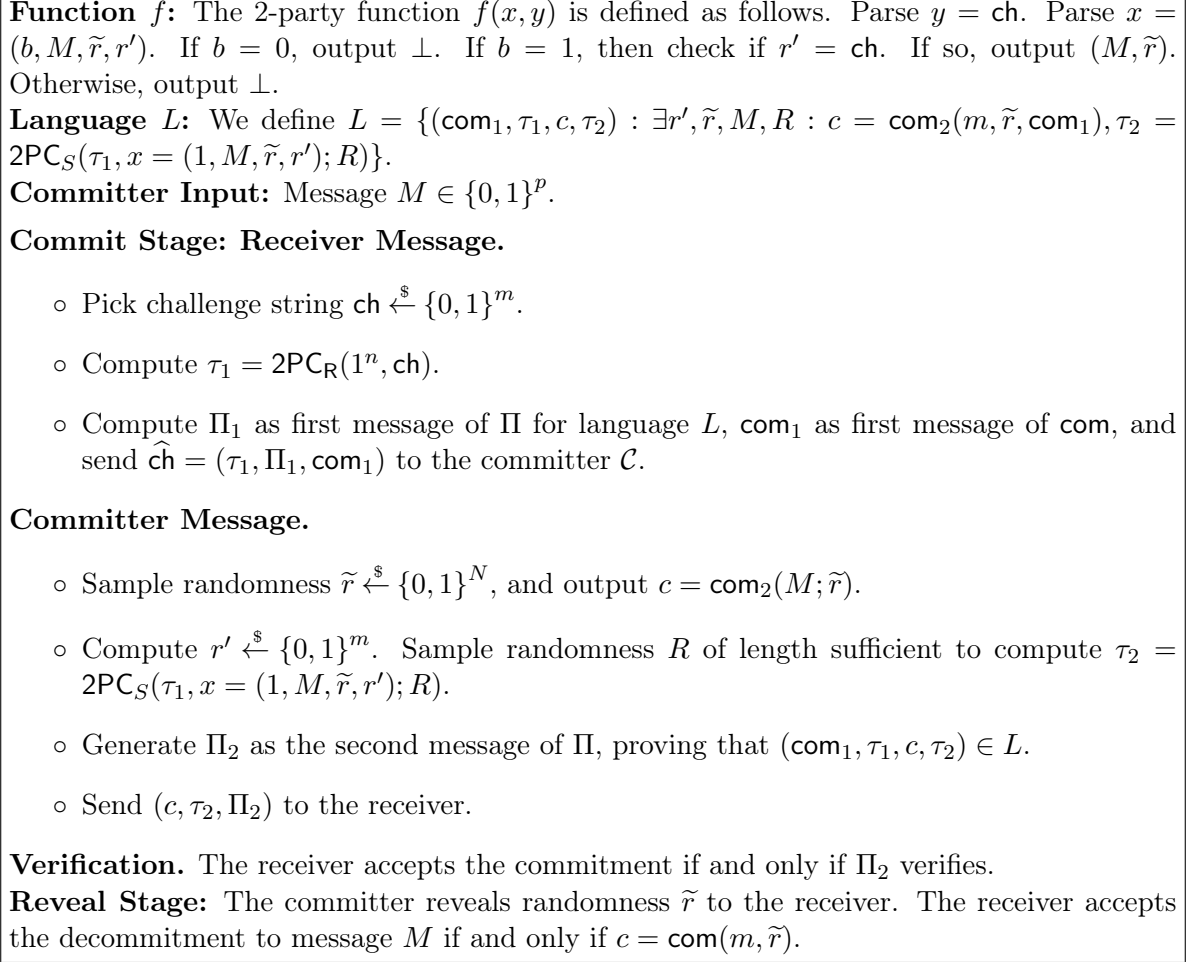 Function f: The 2-party function f(x, y) is defined as follows. Parse y = ch. Parse x =
(b, M, r̃, r′). If b = 0, output ⊥. If b = 1, then check if r′ = ch. If so, output (M, r̃).
Otherwise, output ⊥.
Language L: We define L = {(com₁, τ₁, c, τ₂) : ∃r′, r̃, M, R : c = com₂(m, r̃, com₁), τ₂ =
2PC_S(τ₁, x = (1, M, r̃, r′); R)}.
Committer Input: Message M ∈ {0, 1}^p.
Commit Stage: Receiver Message.
◦ Pick challenge string ch ←$ {0, 1}^m.
◦ Compute τ₁ = 2PC_R(1^n, ch).
◦ Compute Π₁ as first message of Π for language L, com₁ as first message of com, and
send ĉh = (τ₁, Π₁, com₁) to the committer 𝒞.
Committer Message.
◦ Sample randomness r̃ ←$ {0, 1}^N, and output c = com₂(M; r̃).
◦ Compute r′ ←$ {0, 1}^m. Sample randomness R of length sufficient to compute τ₂ =
2PC_S(τ₁, x = (1, M, r̃, r′); R).
◦ Generate Π₂ as the second message of Π, proving that (com₁, τ₁, c, τ₂) ∈ L.
◦ Send (c, τ₂, Π₂) to the receiver.
Verification. The receiver accepts the commitment if and only if Π₂ verifies.
Reveal Stage: The committer reveals randomness r̃ to the receiver. The receiver accepts
the decommitment to message M if and only if c = com(m, r̃).